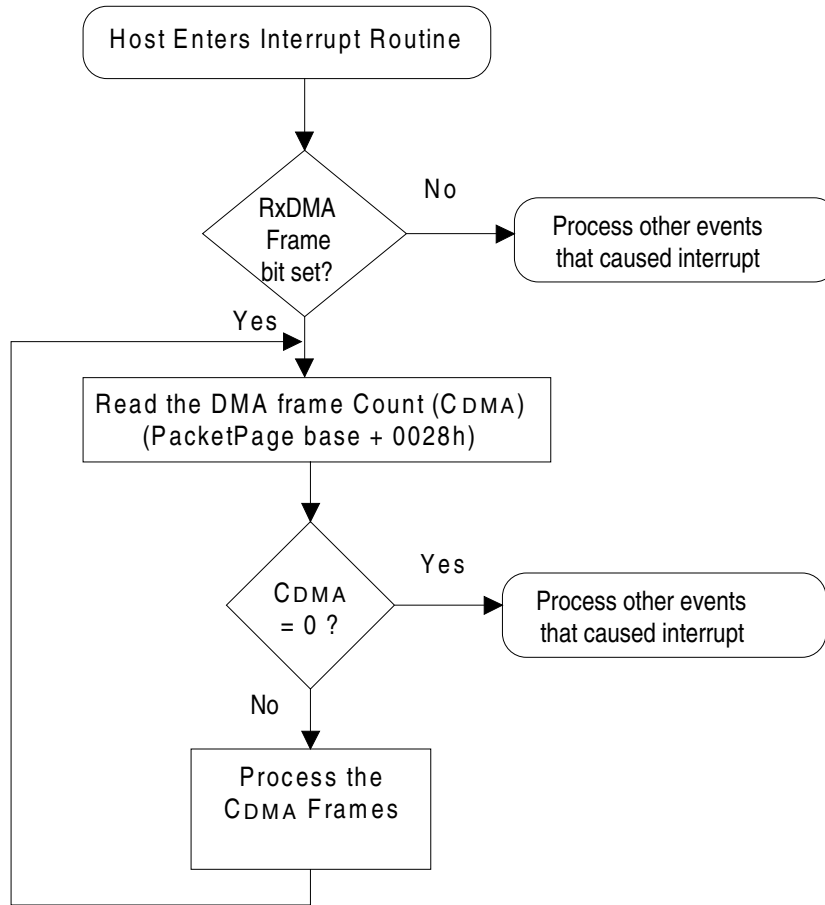 Host Enters Interrupt Routine
RxDMA
Frame
bit set?
No
Process other events
that caused interrupt
Yes
Read the DMA frame Count (CDMA)
(PacketPage base + 0028h)
CDMA
= 0 ?
Yes
Process other events
that caused interrupt
No
Process the
CDMA Frames